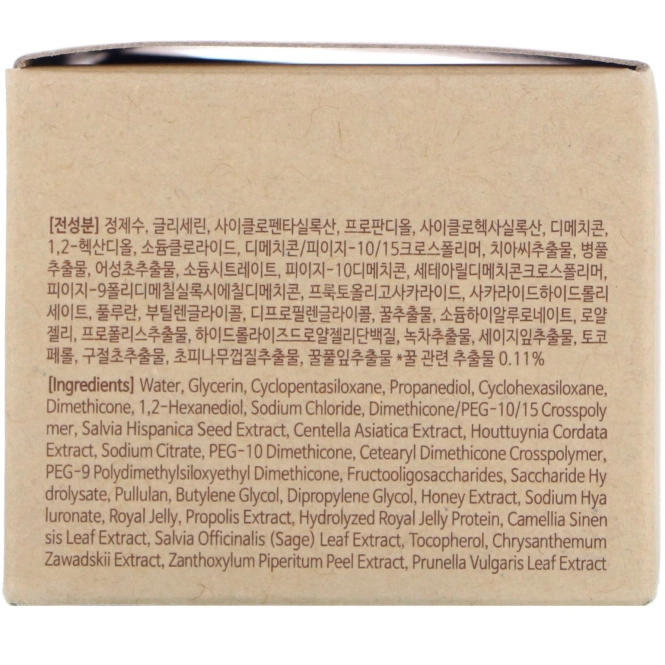 [전성분] 정제수, 글리세린, 사이클로펜타실록산, 프로판디올, 사이클로헥사실록산, 디메치콘,
1,2-헥산디올, 소듐클로라이드, 디메치콘/피이지-10/15크로스폴리머, 치아씨추출물, 병풀
추출물, 어성초추출물, 소듐시트레이트, 피이지-10디메치콘, 세테아릴디메치콘크로스폴리머,
피이지-9폴리디메칠실록시에칠디메치콘, 프룩토올리고사카라이드, 사카라이드하이드롤리
세이트, 풀루란, 부틸렌글라이콜, 디프로필렌글라이콜, 꿀추출물, 소듐하이알루로네이트, 로얄
젤리, 프로폴리스추출물, 하이드롤라이즈드로얄젤리단백질, 녹차추출물, 세이지잎추출물, 토코
페롤, 구절초추출물, 초피나무껍질추출물, 꿀풀잎추출물 *꿀 관련 추출물 0.11%
[Ingredients] Water, Glycerin, Cyclopentasiloxane, Propanediol, Cyclohexasiloxane,
Dimethicone, 1,2-Hexanediol, Sodium Chloride, Dimethicone/PEG-10/15 Crosspoly
mer, Salvia Hispanica Seed Extract, Centella Asiatica Extract, Houttuynia Cordata
Extract, Sodium Citrate, PEG-10 Dimethicone, Cetearyl Dimethicone Crosspolymer,
PEG-9 Polydimethylsiloxyethyl Dimethicone, Fructooligosaccharides, Saccharide Hy
drolysate, Pullulan, Butylene Glycol, Dipropylene Glycol, Honey Extract, Sodium Hya
luronate, Royal Jelly, Propolis Extract, Hydrolyzed Royal Jelly Protein, Camellia Sinen
sis Leaf Extract, Salvia Officinalis (Sage) Leaf Extract, Tocopherol, Chrysanthemum
Zawadskii Extract, Zanthoxylum Piperitum Peel Extract, Prunella Vulgaris Leaf Extract